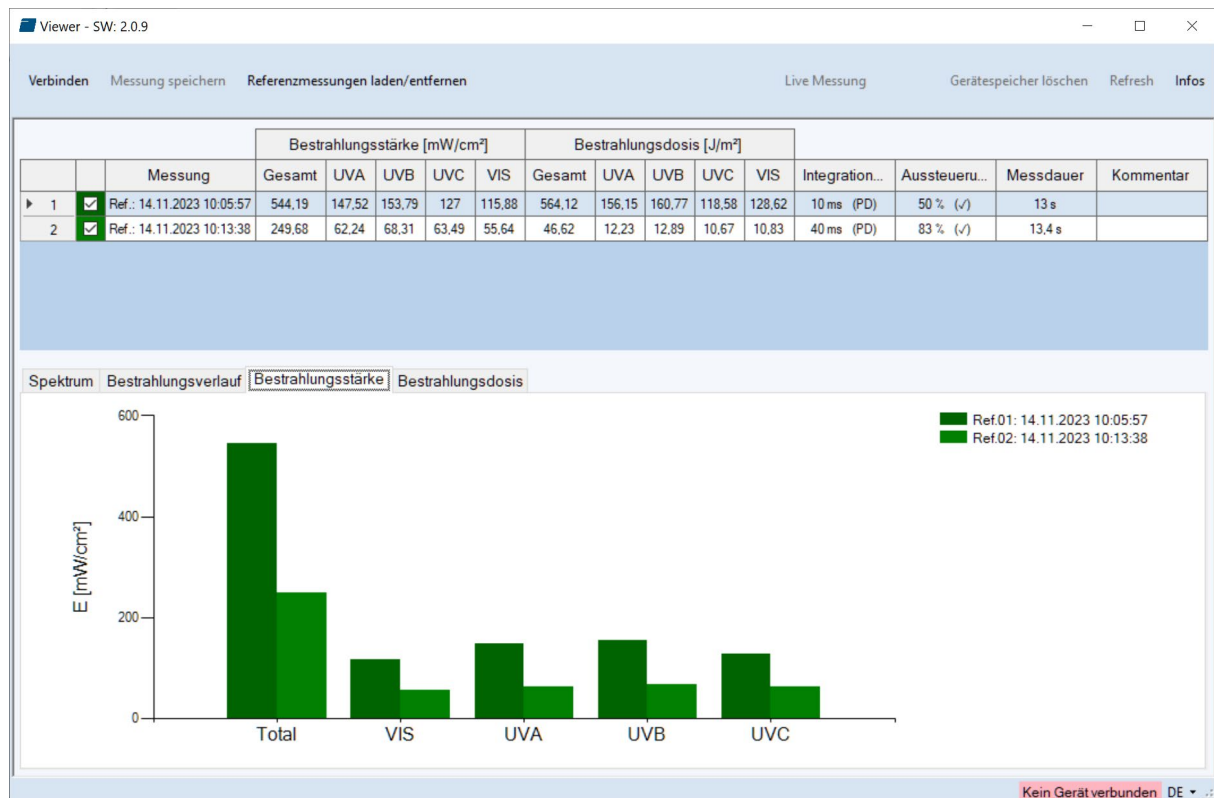 Viewer - SW: 2.0.9
Verbinden Messung speichern Referenzmessungen laden/entfernen Live Messung Gerätespeicher löschen Refresh Infos
Bestrahlungsstärke [mW/cm²] Bestrahlungsdosis [J/m²]
Messung Gesamt UVA UVB UVC VIS Gesamt UVA UVB UVC VIS Integration... Aussteueru... Messdauer Kommentar
1 Ref.: 14.11.2023 10:05:57 544,19 147,52 153,79 127 115,88 564,12 156,15 160,77 118,58 128,62 10 ms (PD) 50 % (✓) 13 s
2 Ref.: 14.11.2023 10:13:38 249,68 62,24 68,31 63,49 55,64 46,62 12,23 12,89 10,67 10,83 40 ms (PD) 83 % (✓) 13,4 s
Spektrum Bestrahlungsverlauf Bestrahlungsstärke Bestrahlungsdosis
Ref.01: 14.11.2023 10:05:57
Ref.02: 14.11.2023 10:13:38
E [mW/cm²]
600
400
200
0
Total VIS UVA UVB UVC
Kein Gerät verbunden DE